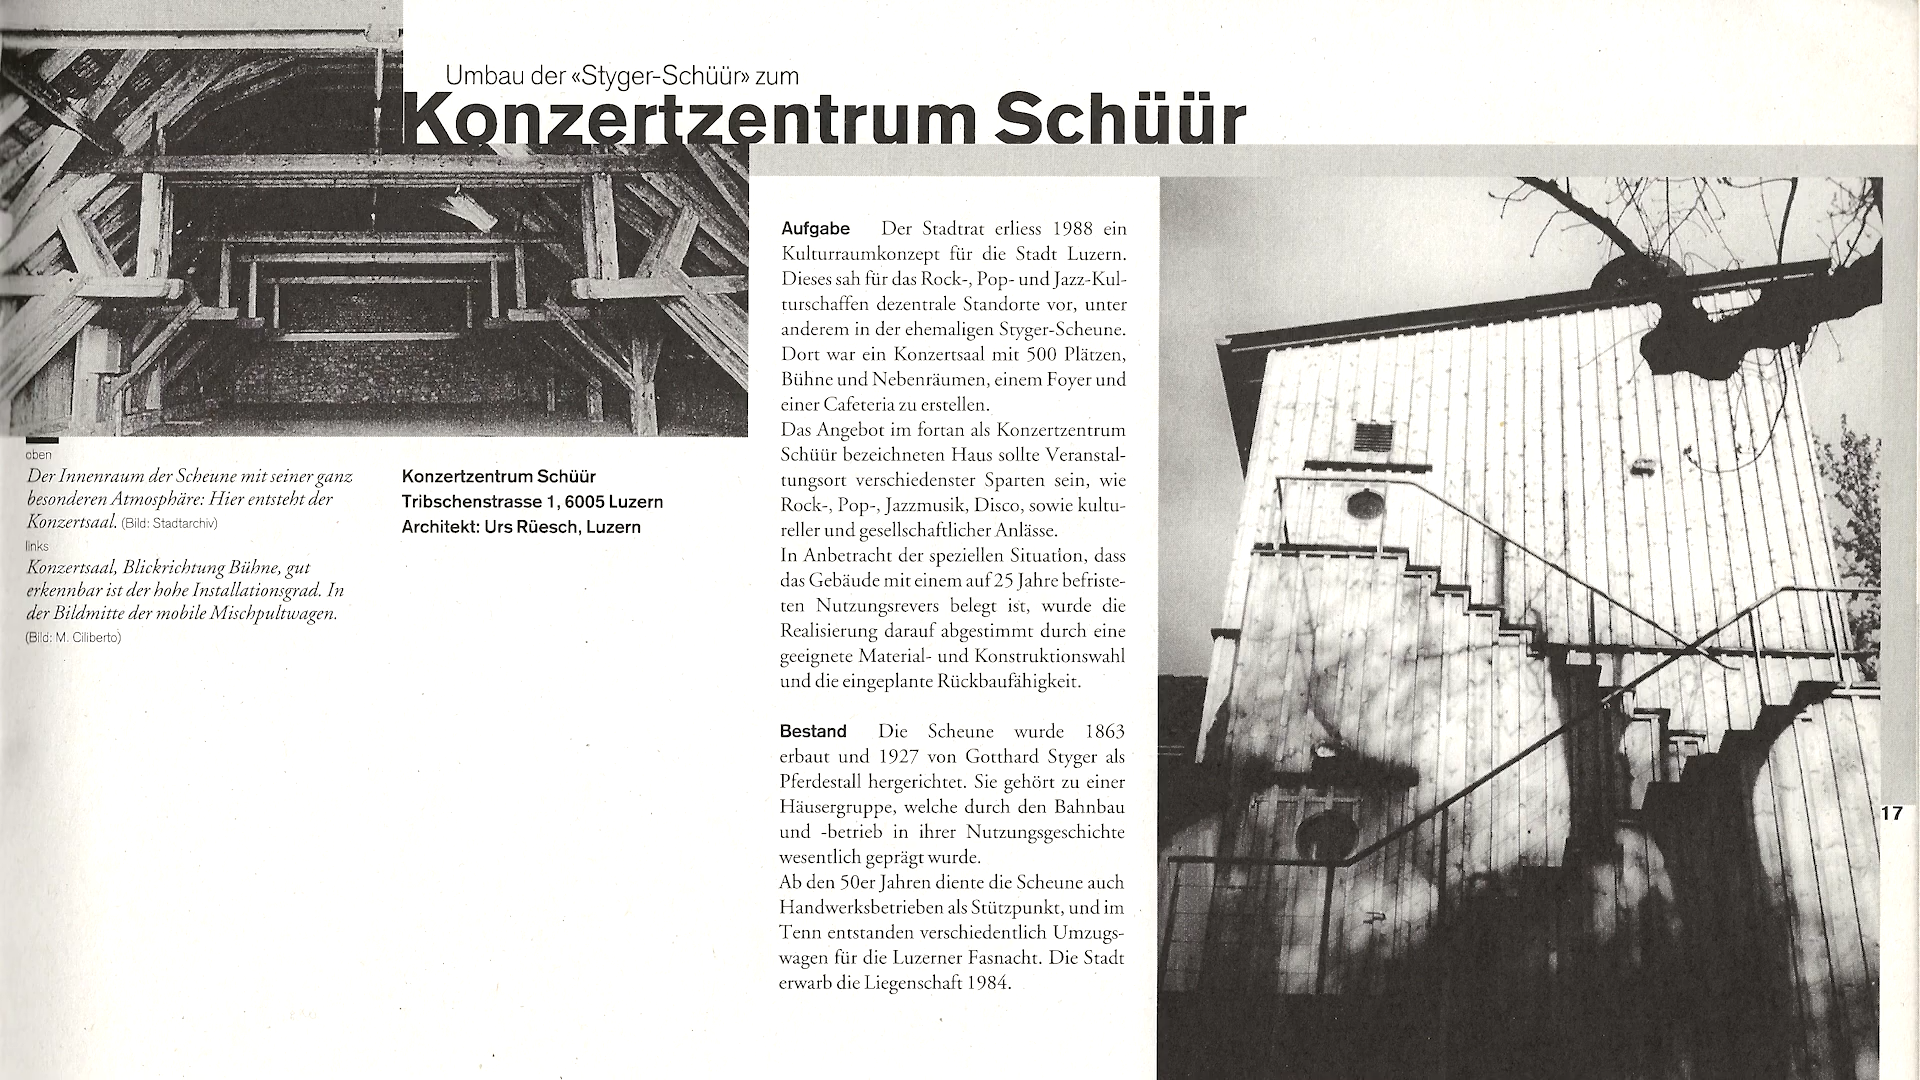 Umbau der «Styger-Schüür» zum
Konzertzentrum Schüür
oben
Der Innenraum der Scheune mit seiner ganz
besonderen Atmosphäre: Hier entsteht der
Konzertsaal. (Bild: Stadtarchiv)
links
Konzertsaal, Blickrichtung Bühne, gut
erkennbar ist der hohe Installationsgrad. In
der Bildmitte der mobile Mischpultwagen.
(Bild: M. Ciliberto)
Konzertzentrum Schüür
Tribschenstrasse 1, 6005 Luzern
Architekt: Urs Rüesch, Luzern
Aufgabe Der Stadtrat erliess 1988 ein
Kulturraumkonzept für die Stadt Luzern.
Dieses sah für das Rock-, Pop- und Jazz-Kul-
turschaffen dezentrale Standorte vor, unter
anderem in der ehemaligen Styger-Scheune.
Dort war ein Konzertsaal mit 500 Plätzen,
Bühne und Nebenräumen, einem Foyer und
einer Cafeteria zu erstellen.
Das Angebot im fortan als Konzertzentrum
Schüür bezeichneten Haus sollte Veranstal-
tungsort verschiedenster Sparten sein, wie
Rock-, Pop-, Jazzmusik, Disco, sowie kultu-
reller und gesellschaftlicher Anlässe.
In Anbetracht der speziellen Situation, dass
das Gebäude mit einem auf 25 Jahre befriste-
ten Nutzungsrevers belegt ist, wurde die
Realisierung darauf abgestimmt durch eine
geeignete Material- und Konstruktionswahl
und die eingeplante Rückbaufähigkeit.
Bestand Die Scheune wurde 1863
erbaut und 1927 von Gotthard Styger als
Pferdestall hergerichtet. Sie gehört zu einer
Häusergruppe, welche durch den Bahnbau
und -betrieb in ihrer Nutzungsgeschichte
wesentlich geprägt wurde.
Ab den 50er Jahren diente die Scheune auch
Handwerksbetrieben als Stützpunkt, und im
Tenn entstanden verschiedentlich Umzugs-
wagen für die Luzerner Fasnacht. Die Stadt
erwarb die Liegenschaft 1984.
17